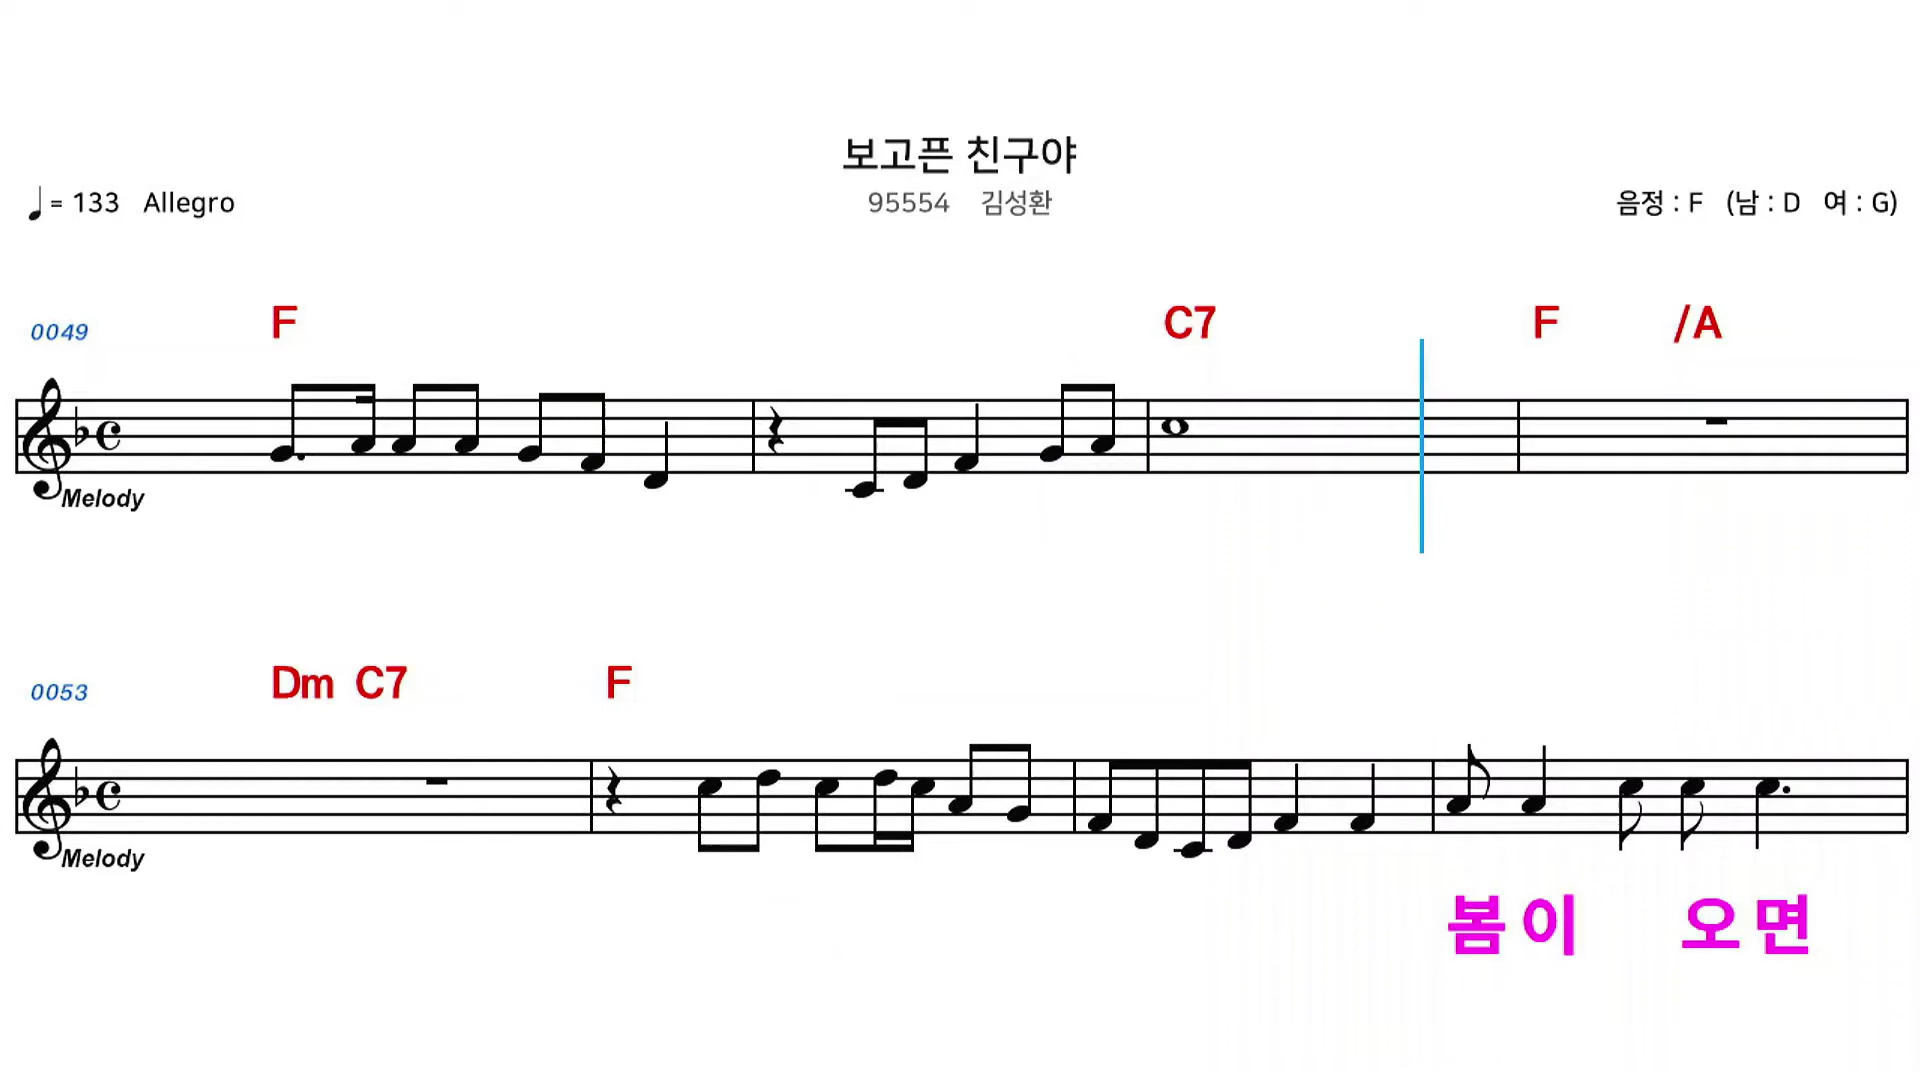 보고픈 친구야
= 133 Allegro
95554 김성환
음정 : F (남 : D 여 : G)
0049
F C7 F /A
Melody
0053
Dm C7 F
Melody
봄이 오면